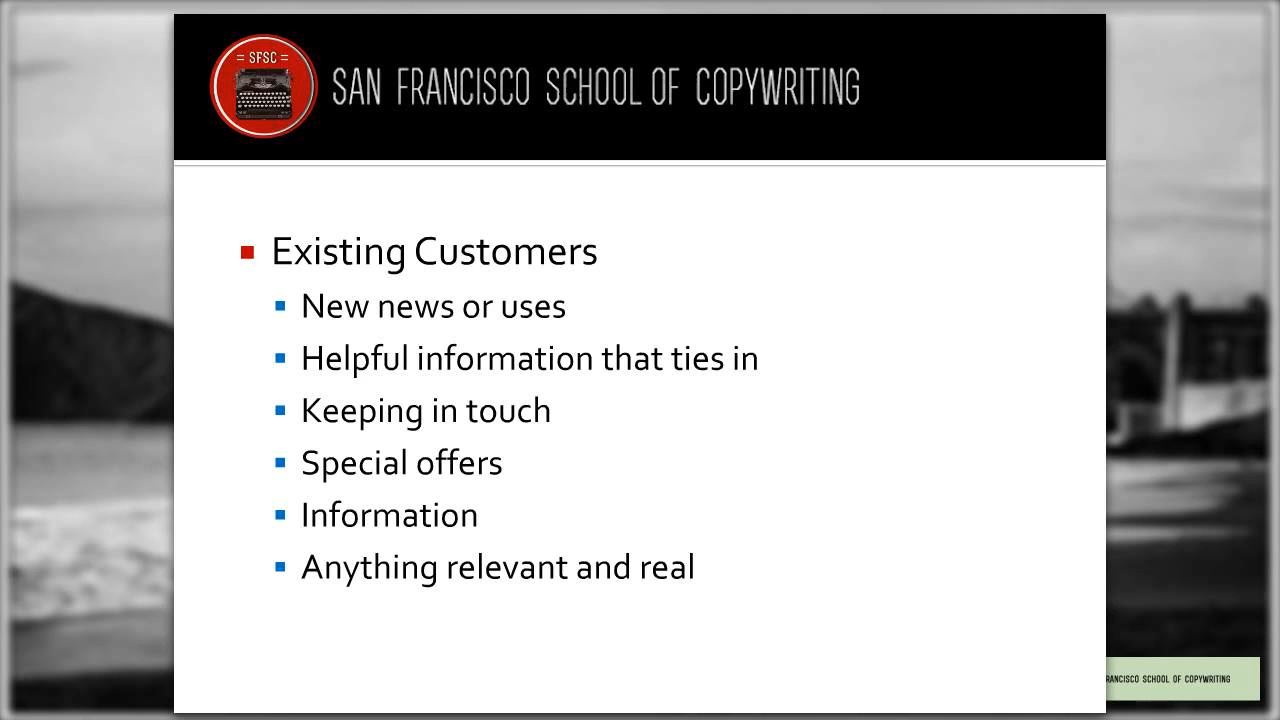 = SFSC =
SAN FRANCISCO SCHOOL OF COPYWRITING
Existing Customers
New news or uses
Helpful information that ties in
Keeping in touch
Special offers
Information
Anything relevant and real
RANCISCO SCHOOL OF COPYWRITING